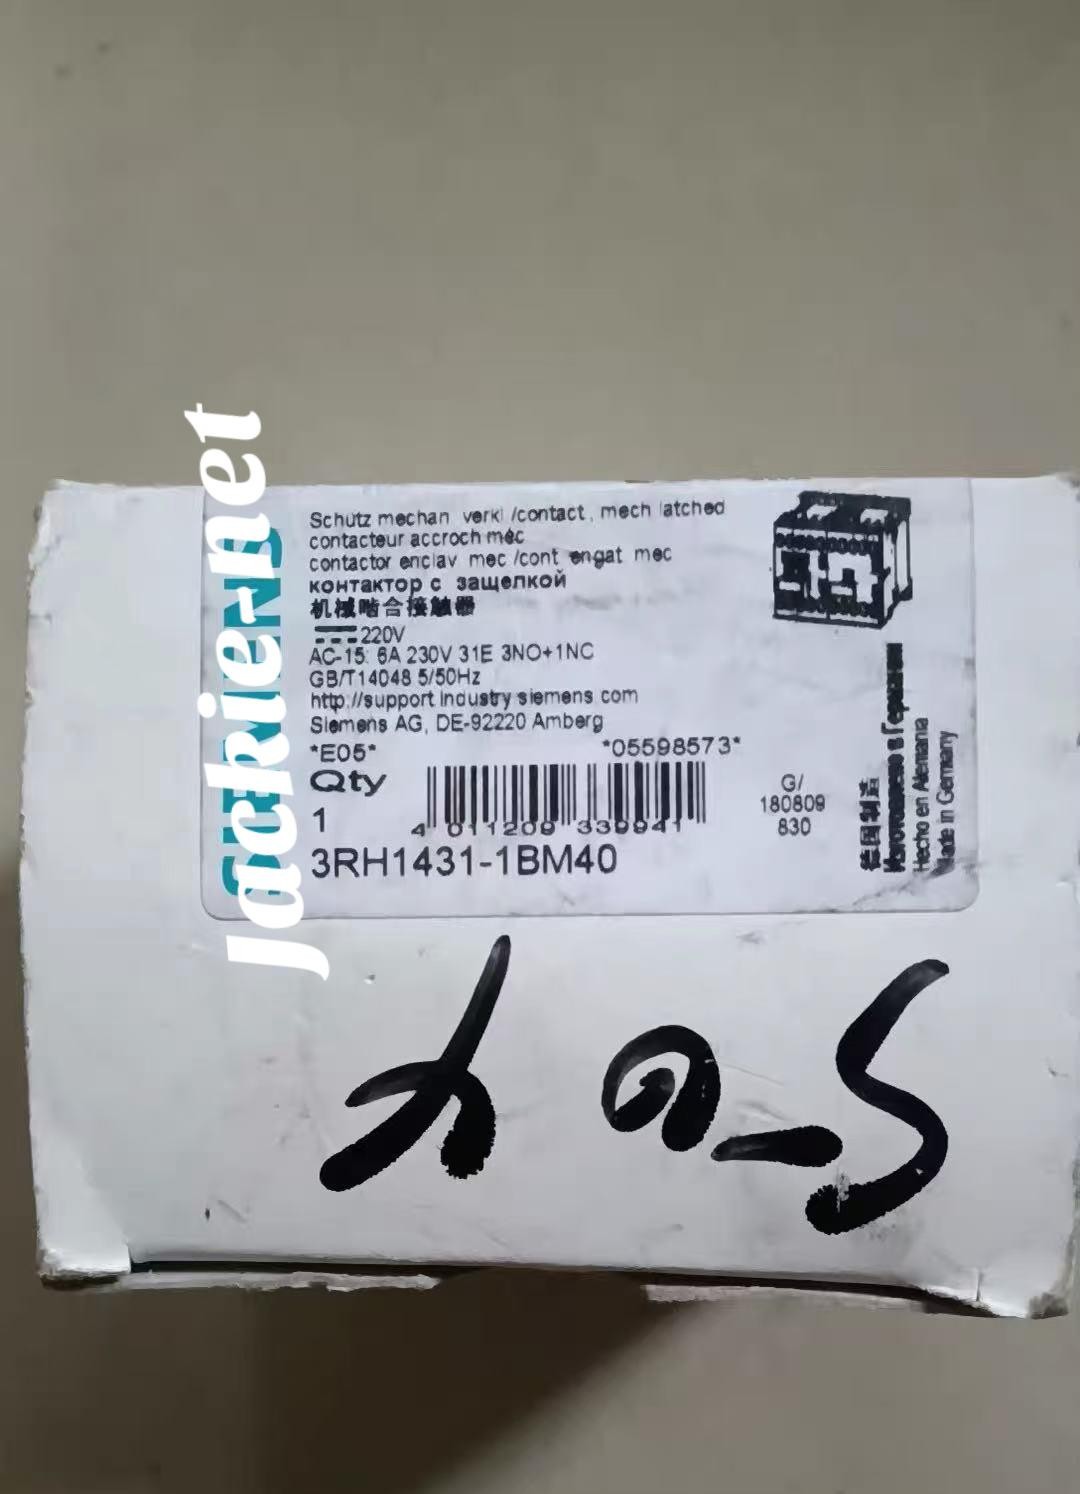 Jackie-net
Schütz mechan verkl /contact, mech latched
contacteur accroch méc
contactor enclav mec /cont engat mec
контактор с защелкой
机械啮合接触器
220V
AC-15: 6A 230V 31E 3NO+1NC
GB/T14048 5/50Hz
http://support industry siemens com
Siemens AG, DE-92220 Amberg
*E05* *05598573*
Qty
1
4 011209 339941
3RH1431-1BM40
G/
180809
830
德国制造
Изготовлено в Германии
Hecho en Alemania
Made in Germany